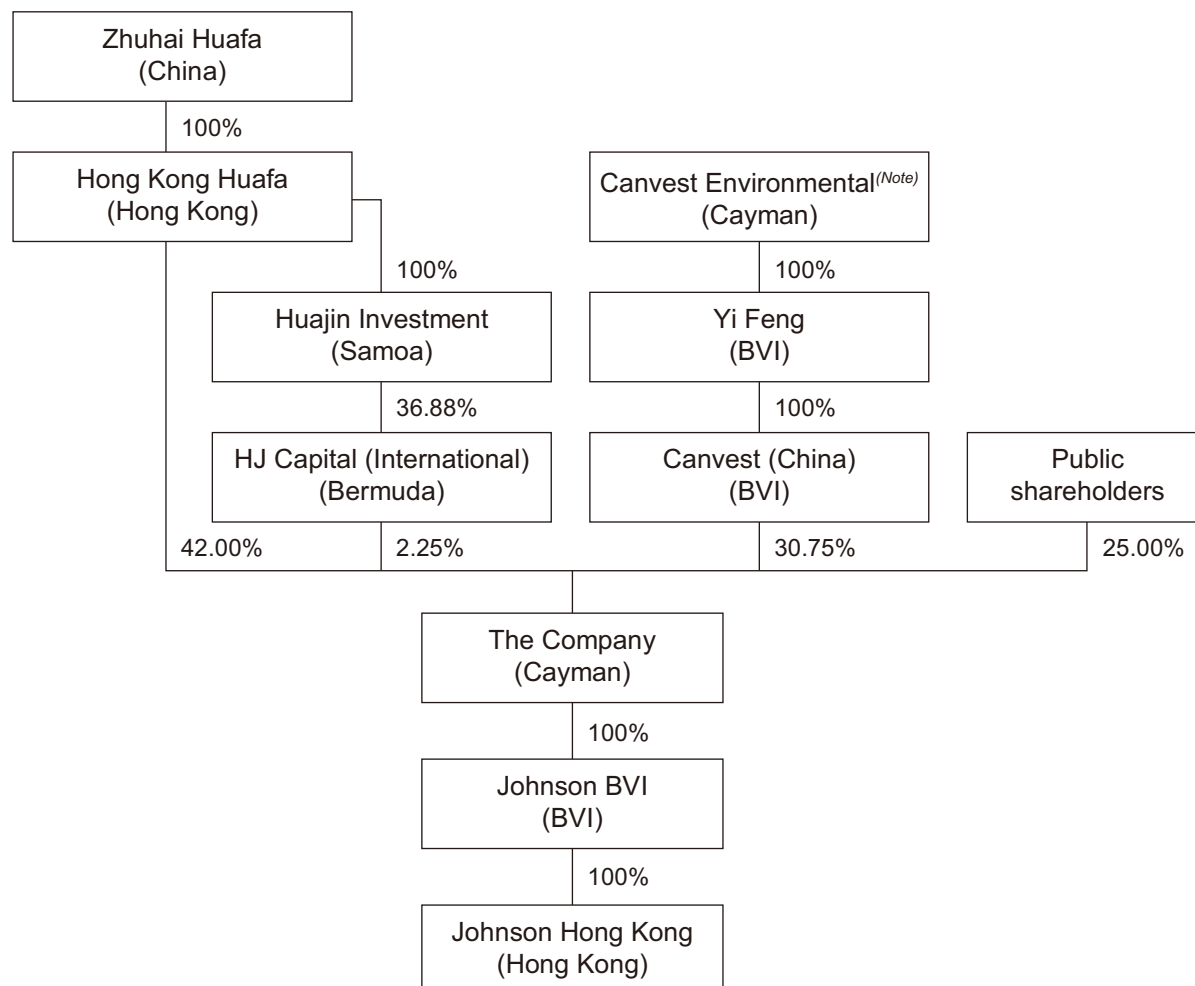 Zhuhai Huafa
(China)
100%
Hong Kong Huafa
(Hong Kong)
Canvest Environmental(Note)
(Cayman)
100%
100%
Huajin Investment
(Samoa)
Yi Feng
(BVI)
36.88%
100%
HJ Capital (International)
(Bermuda)
Canvest (China)
(BVI)
Public
shareholders
42.00%
2.25%
30.75%
25.00%
The Company
(Cayman)
100%
Johnson BVI
(BVI)
100%
Johnson Hong Kong
(Hong Kong)